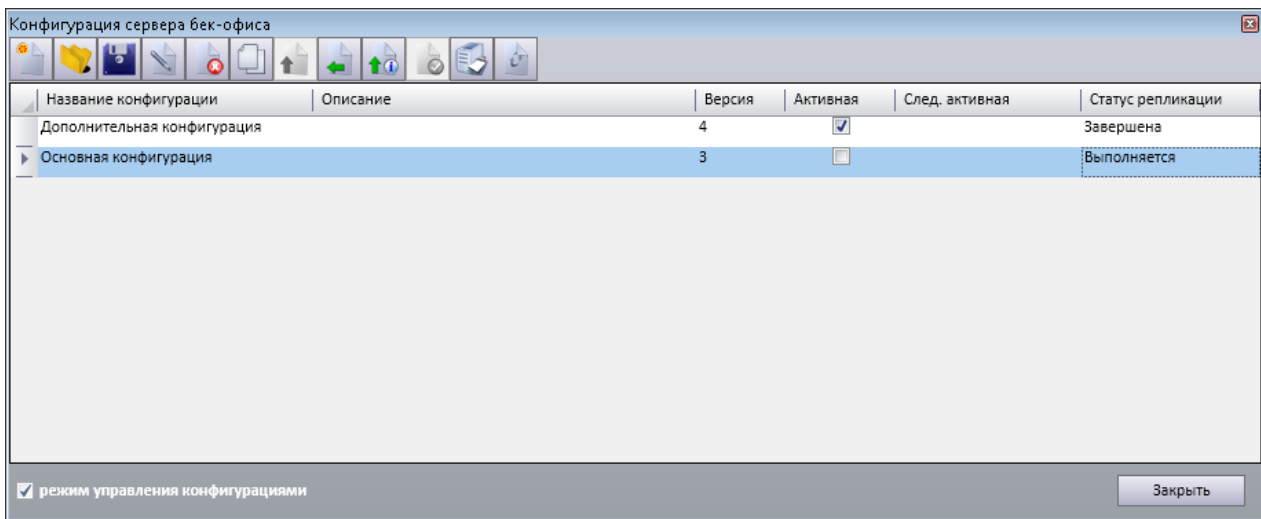 Конфигурация сервера бек-офиса
Название конфигурации Описание Версия Активная След. активная Статус репликации
Дополнительная конфигурация 4 Завершена
Основная конфигурация 3 Выполняется
режим управления конфигурациями Закрыть